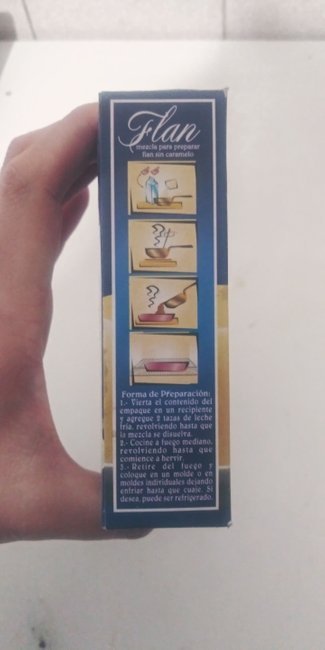 Flan
mezcla para preparar
flan sin caramelo
Forma de Preparación:
1.- Vierta el contenido del
empaque en un recipiente
y agregue 2 tazas de leche
fría, revolviendo hasta que
la mezcla se disuelva.
2.- Cocine a fuego mediano,
revolviendo hasta que
comience a hervir.
3.- Retire del fuego y
coloque en un molde o en
moldes individuales dejando
enfriar hasta que cuaje. Si
desea, puede ser refrigerado.